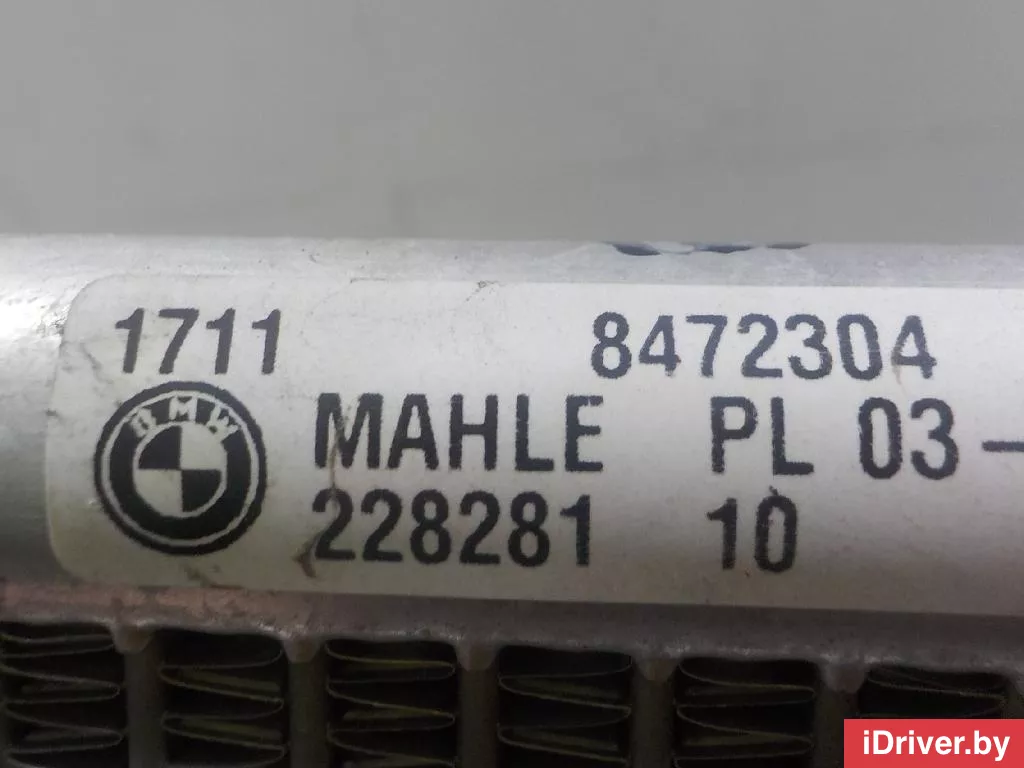 1711 8472304
BMW
MAHLE PL 03-
228281 10
iDriver.by